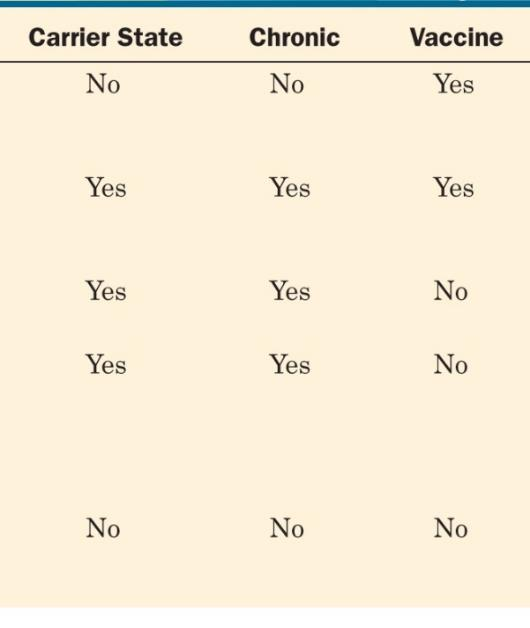 Carrier State Chronic Vaccine
No No Yes
Yes Yes Yes
Yes Yes No
Yes Yes No
No No No